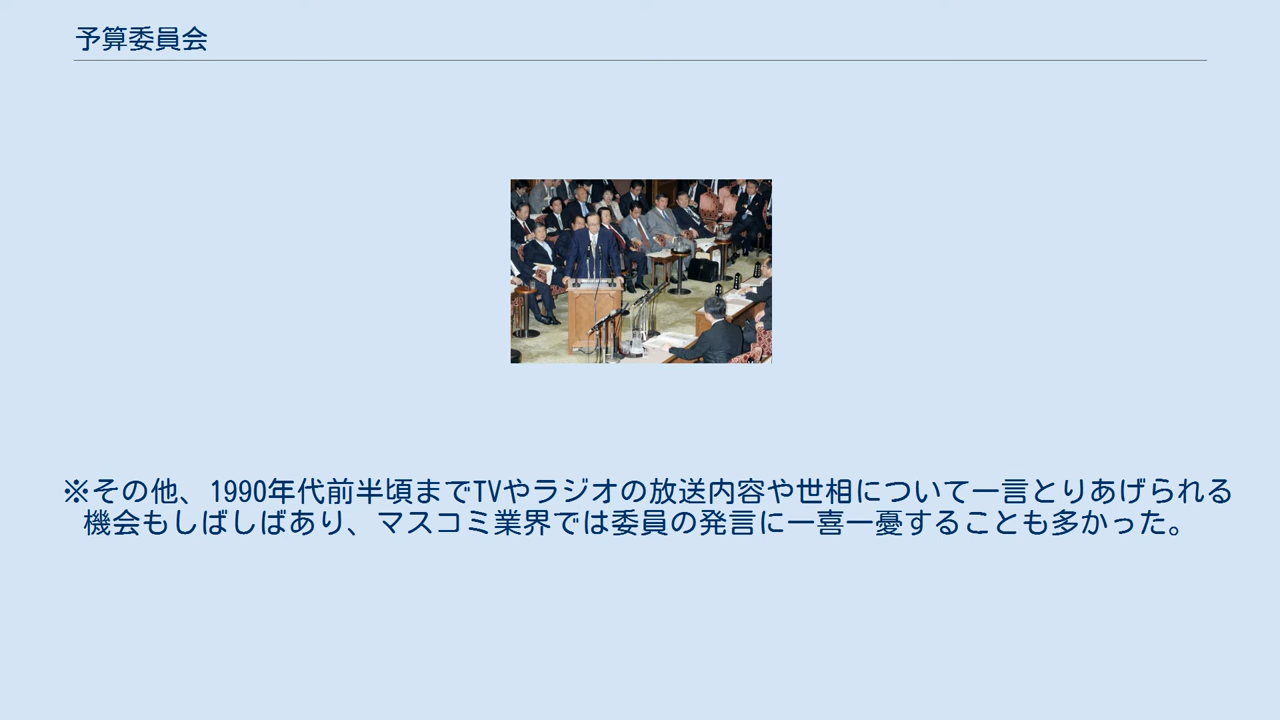 予算委員会
※その他、1990年代前半頃までTVやラジオの放送内容や世相について一言とりあげられる
機会もしばしばあり、マスコミ業界では委員の発言に一喜一憂することも多かった。